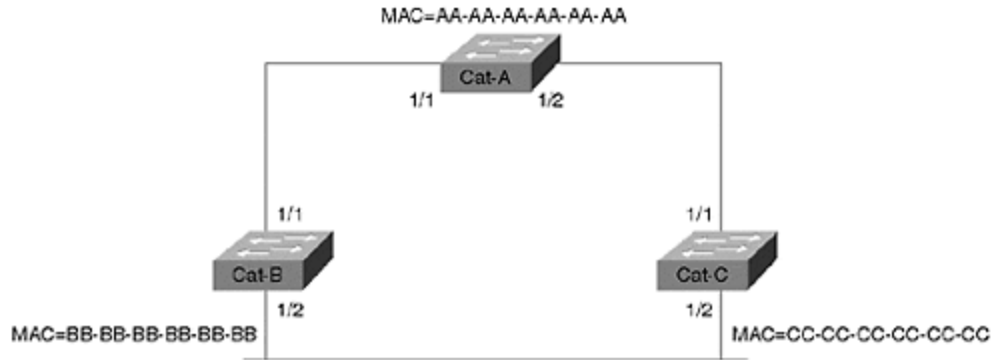 MAC=AA-AA-AA-AA-AA-AA
Cat-A
1/1
1/2
1/1
1/1
Cat-B
Cat-C
1/2
1/2
MAC=BB-BB-BB-BB-BB-BB
MAC=CC-CC-CC-CC-CC-CC